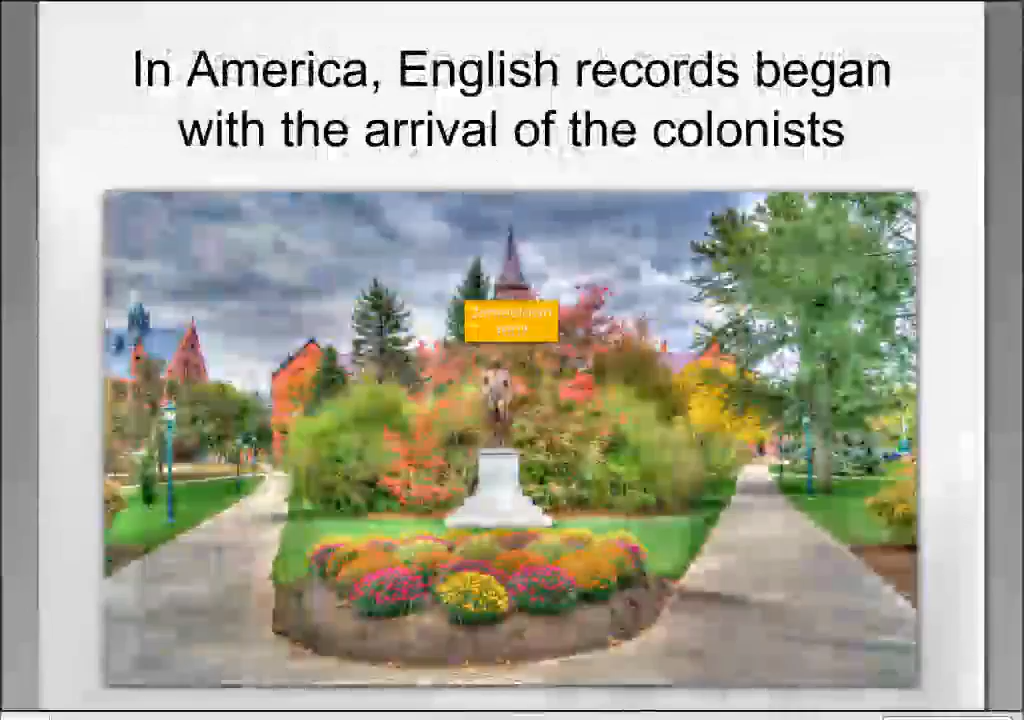 In America, English records began
with the arrival of the colonists